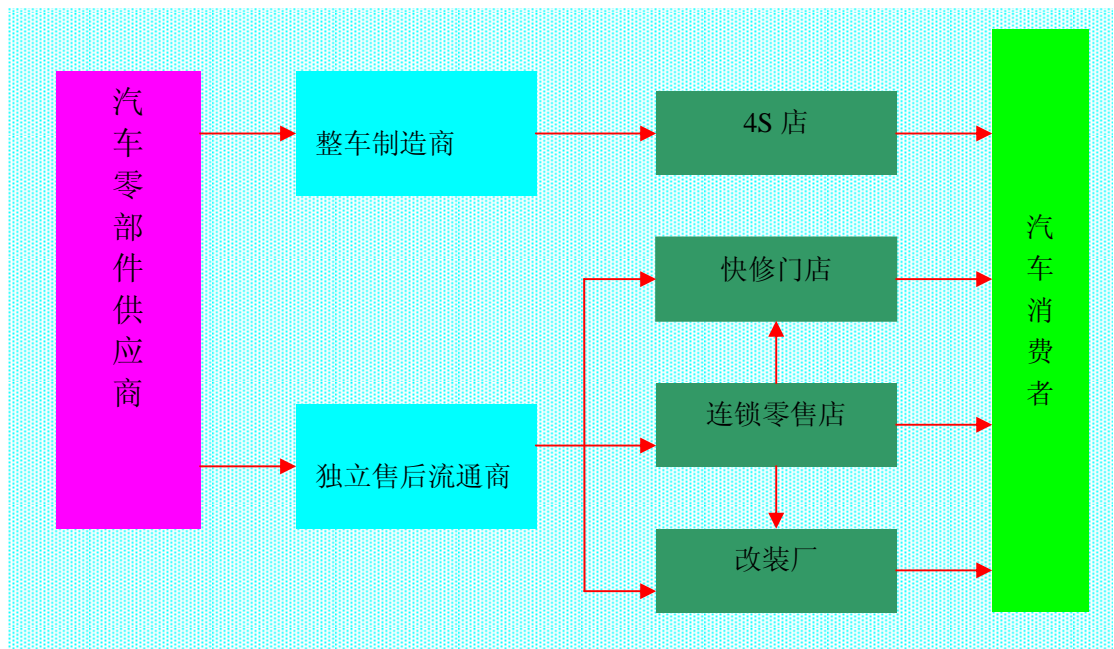 汽车零部件供应商
整车制造商
独立售后流通商
4S 店
快修门店
连锁零售店
改装厂
汽车消费者